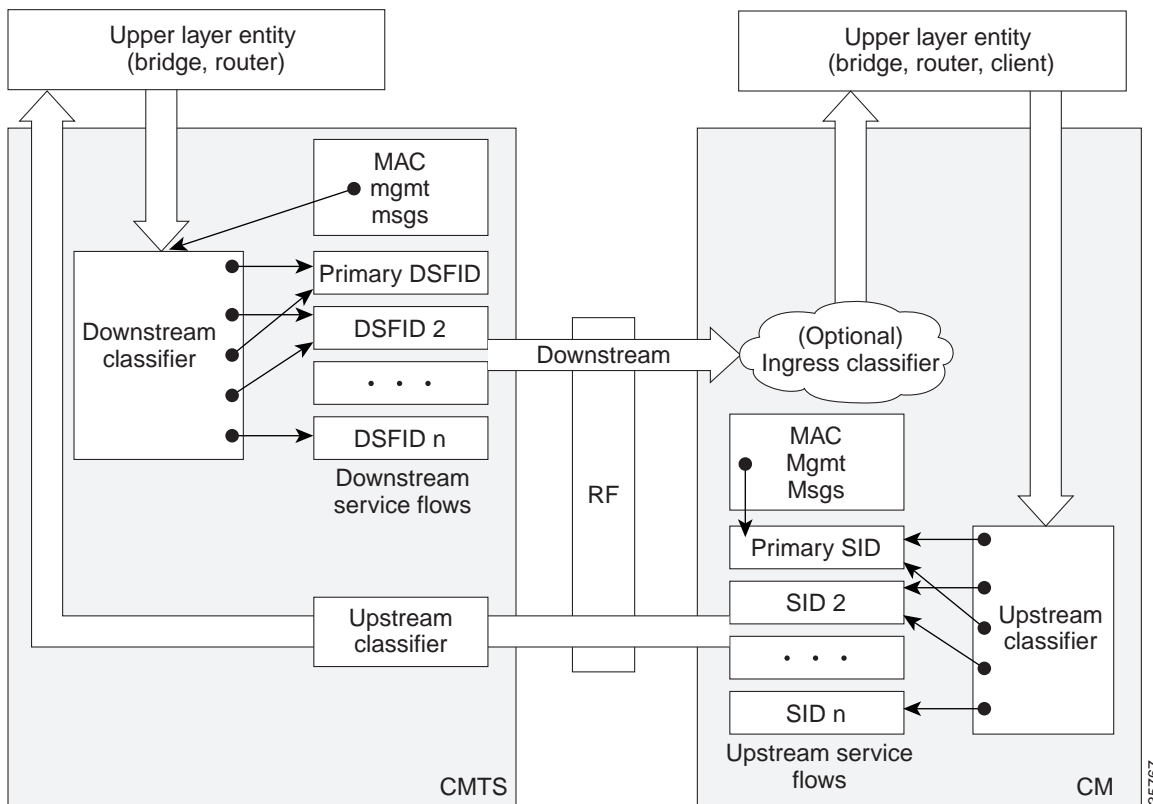 Upper layer entity
(bridge, router)
Upper layer entity
(bridge, router, client)
MAC
mgmt
msgs
Downstream
classifier
Primary DSFID
DSFID 2
. . .
DSFID n
Downstream
service flows
Downstream
RF
(Optional)
Ingress classifier
MAC
Mgmt
Msgs
Primary SID
SID 2
. . .
SID n
Upstream service
flows
Upstream
classifier
Upstream
classifier
CMTS
CM